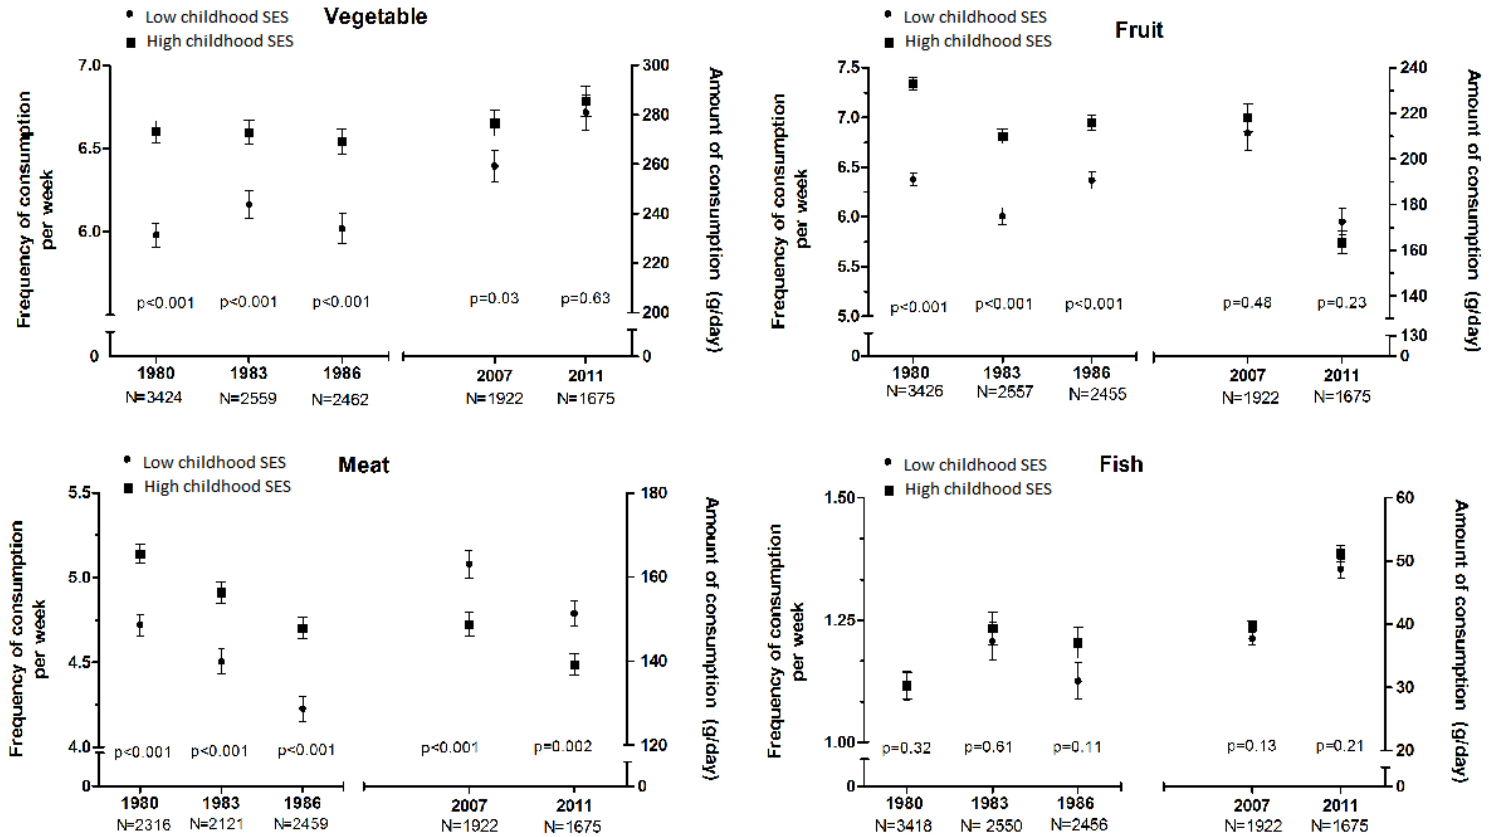 Vegetable
Low childhood SES
High childhood SES
Frequency of consumption
per week
7.0
6.5
6.0
0
300
280
260
240
220
200
0
Amount of consumption (g/day)
p<0.001
p<0.001
p<0.001
p=0.03
p=0.63
1980
1983
1986
2007
2011
N=3424
N=2559
N=2462
N=1922
N=1675
Fruit
Low childhood SES
High childhood SES
Frequency of consumption
per week
7.5
7.0
6.5
6.0
5.5
5.0
0
240
220
200
180
160
140
130
0
Amount of consumption (g/day)
p<0.001
p<0.001
p<0.001
p=0.48
p=0.23
1980
1983
1986
2007
2011
N=3426
N=2557
N=2455
N=1922
N=1675
Meat
Low childhood SES
High childhood SES
Frequency of consumption
per week
5.5
5.0
4.5
4.0
0
180
160
140
120
0
Amount of consumption (g/day)
p<0.001
p<0.001
p<0.001
p<0.001
p=0.002
1980
1983
1986
2007
2011
N=2316
N=2121
N=2459
N=1922
N=1675
Fish
Low childhood SES
High childhood SES
Frequency of consumption
per week
1.50
1.25
1.00
0
60
50
40
30
20
0
Amount of consumption (g/day)
p=0.32
p=0.61
p=0.11
p=0.13
p=0.21
1980
1983
1986
2007
2011
N=3418
N= 2550
N=2456
N=1922
N=1675